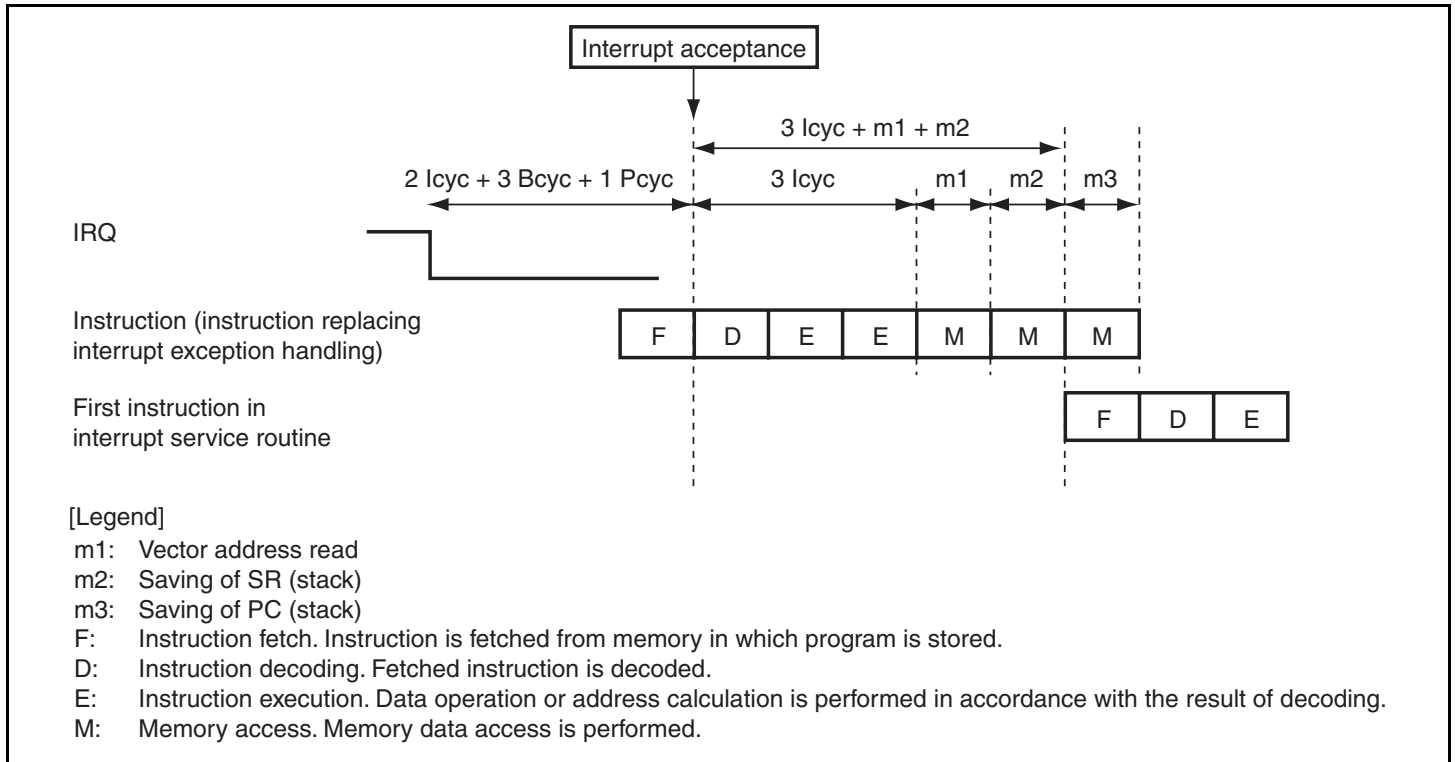 Interrupt acceptance
3 Icyc + m1 + m2
2 Icyc + 3 Bcyc + 1 Pcyc
3 Icyc
m1
m2
m3
IRQ
Instruction (instruction replacing
interrupt exception handling)
F
D
E
E
M
M
M
First instruction in
interrupt service routine
F
D
E
[Legend]
m1: Vector address read
m2: Saving of SR (stack)
m3: Saving of PC (stack)
F: Instruction fetch. Instruction is fetched from memory in which program is stored.
D: Instruction decoding. Fetched instruction is decoded.
E: Instruction execution. Data operation or address calculation is performed in accordance with the result of decoding.
M: Memory access. Memory data access is performed.